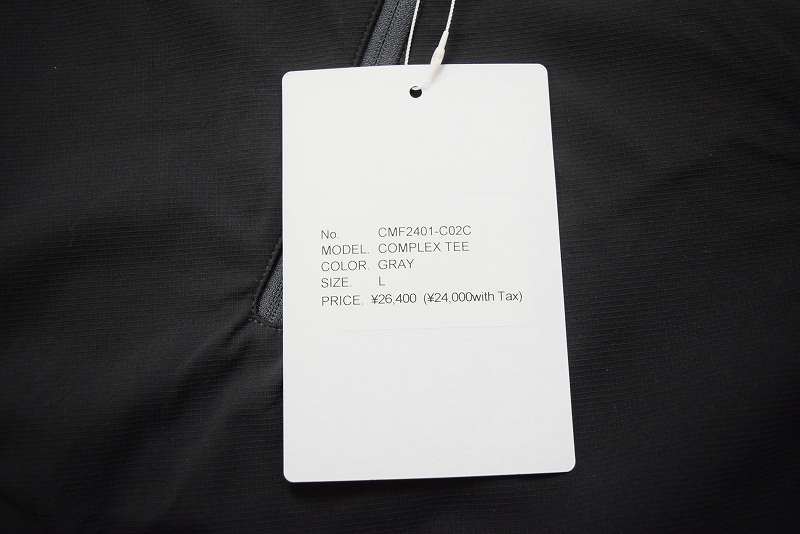 No. CMF2401-C02C
MODEL. COMPLEX TEE
COLOR. GRAY
SIZE. L
PRICE. ¥26,400 (¥24,000with Tax)